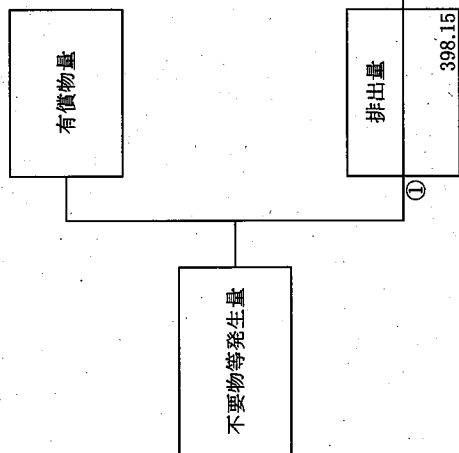 不要物等発生量
有償物量
①
排出量
398.15